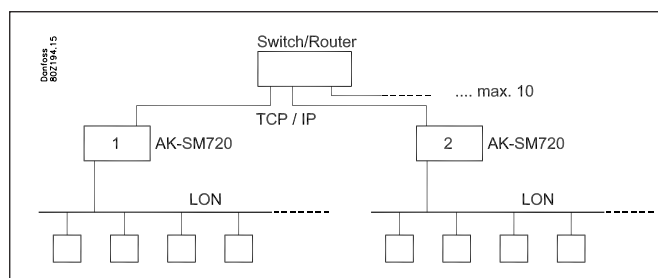 Danfoss
80Z194.15
Switch/Router
.... max. 10
TCP / IP
1
AK-SM720
2
AK-SM720
LON
LON